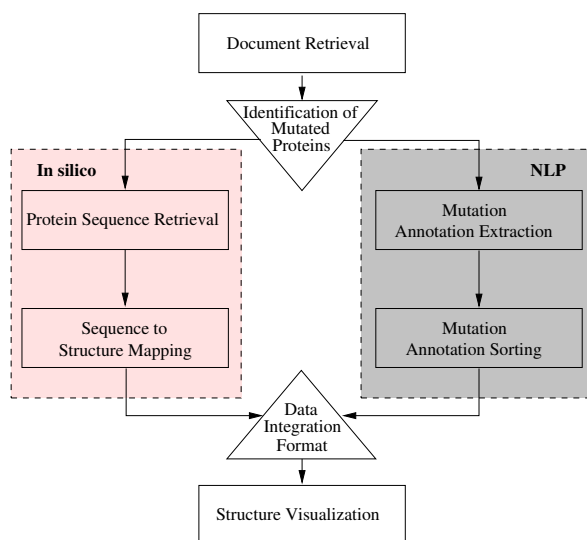 Document Retrieval
Identification of
Mutated
Proteins
In silico
Protein Sequence Retrieval
Sequence to
Structure Mapping
NLP
Mutation
Annotation Extraction
Mutation
Annotation Sorting
Data
Integration
Format
Structure Visualization